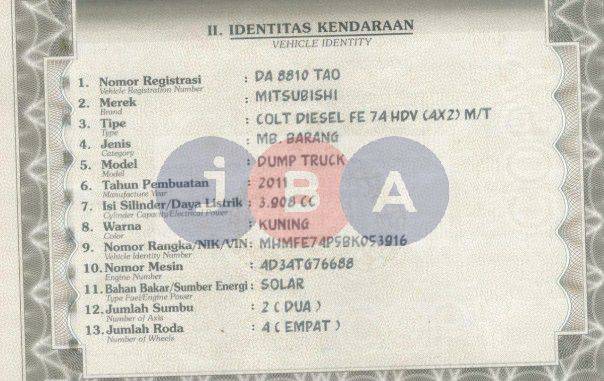 II. IDENTITAS KENDARAAN
VEHICLE IDENTITY
1. Nomor Registrasi : DA 8810 TAO
Vehicle Registration Number
2. Merek : MITSUBISHI
Brand
3. Tipe : COLT DIESEL FE 74 HDV (4X2) M/T
Type
4. Jenis : MB. BARANG
Category
5. Model : DUMP TRUCK
Model
6. Tahun Pembuatan : 2011
Manufacture Year
7. Isi Silinder/Daya Listrik : 3.908 CC
Cylinder Capacity/Electrical Power
8. Warna : KUNING
Color
9. Nomor Rangka/NIK/VIN : MHMFE74P5BK053916
Vehicle Identity Number
10. Nomor Mesin : 4D34TG76688
Engine Number
11. Bahan Bakar/Sumber Energi : SOLAR
Type Fuel/Engine Power
12. Jumlah Sumbu : 2 ( DUA )
Number of Axis
13. Jumlah Roda : 4 ( EMPAT )
Number of Wheels
iBA